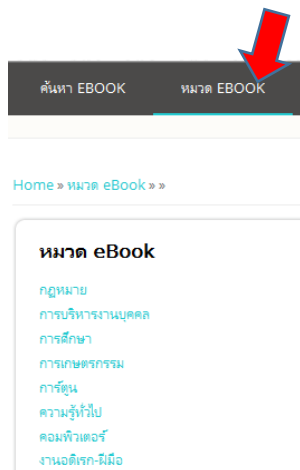 ค้นหา EBOOK หมวด EBOOK
Home » หมวด eBook » »
หมวด eBook
กฎหมาย
การบริหารงานบุคคล
การศึกษา
การเกษตรกรรม
การ์ตูน
ความรู้ทั่วไป
คอมพิวเตอร์
งานอดิเรก-ฝีมือ